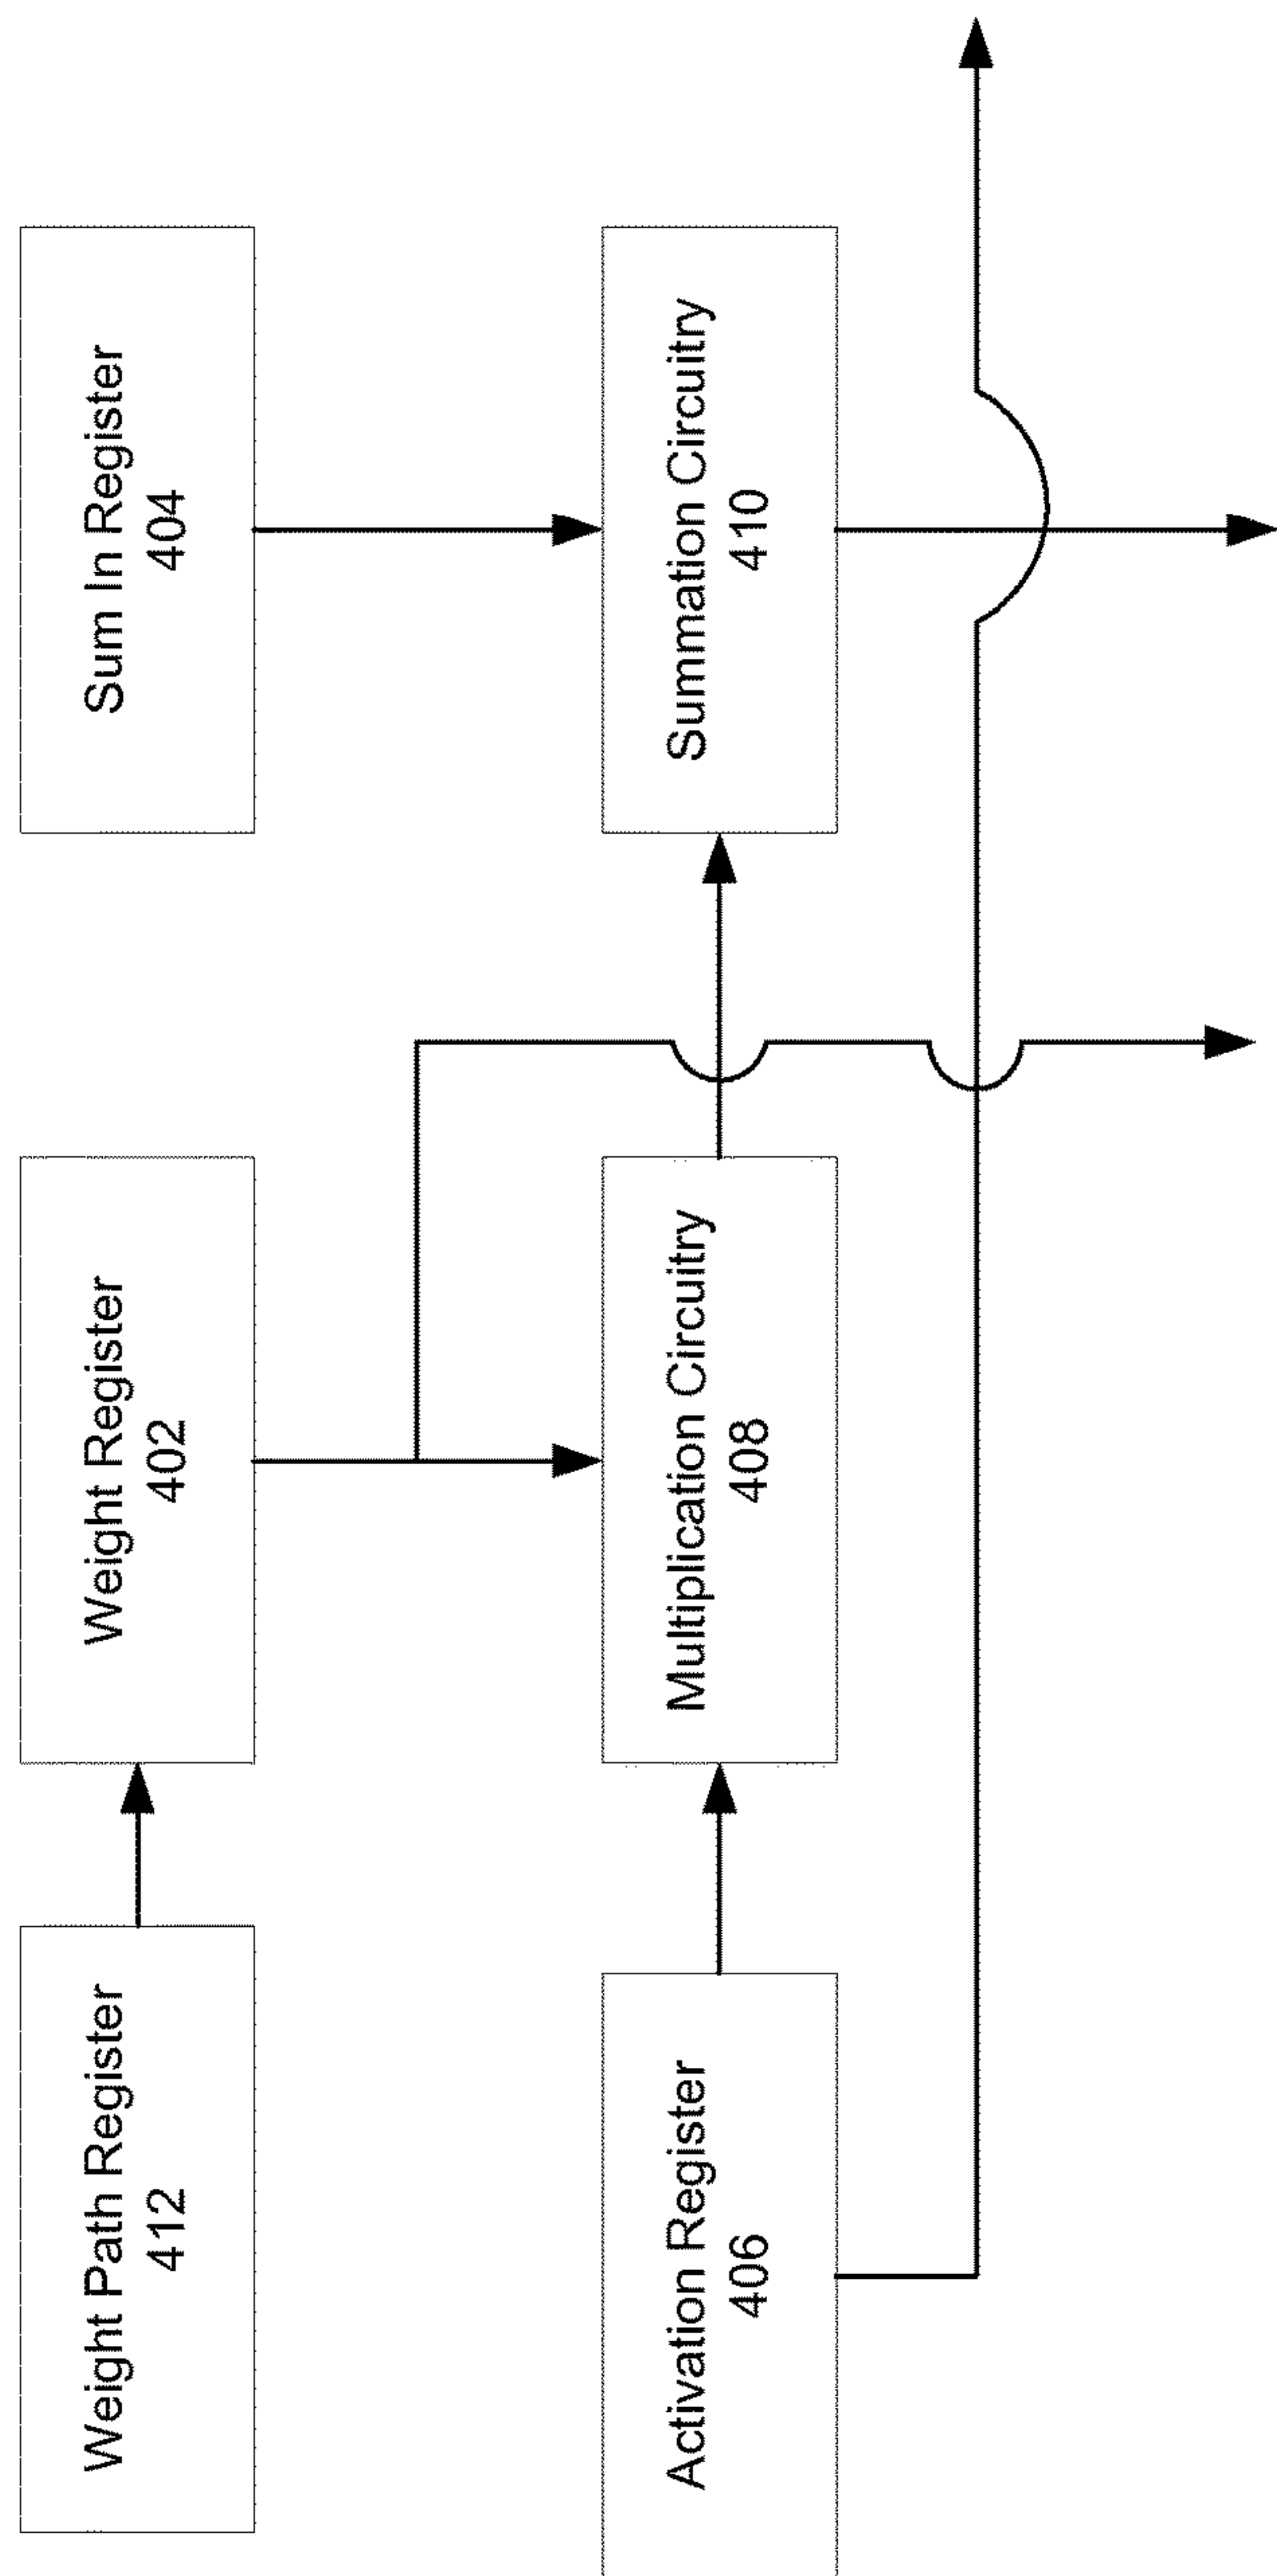 Weight Path Register
412
Weight Register
402
Sum In Register
404
Activation Register
406
Multiplication Circuitry
408
Summation Circuitry
410